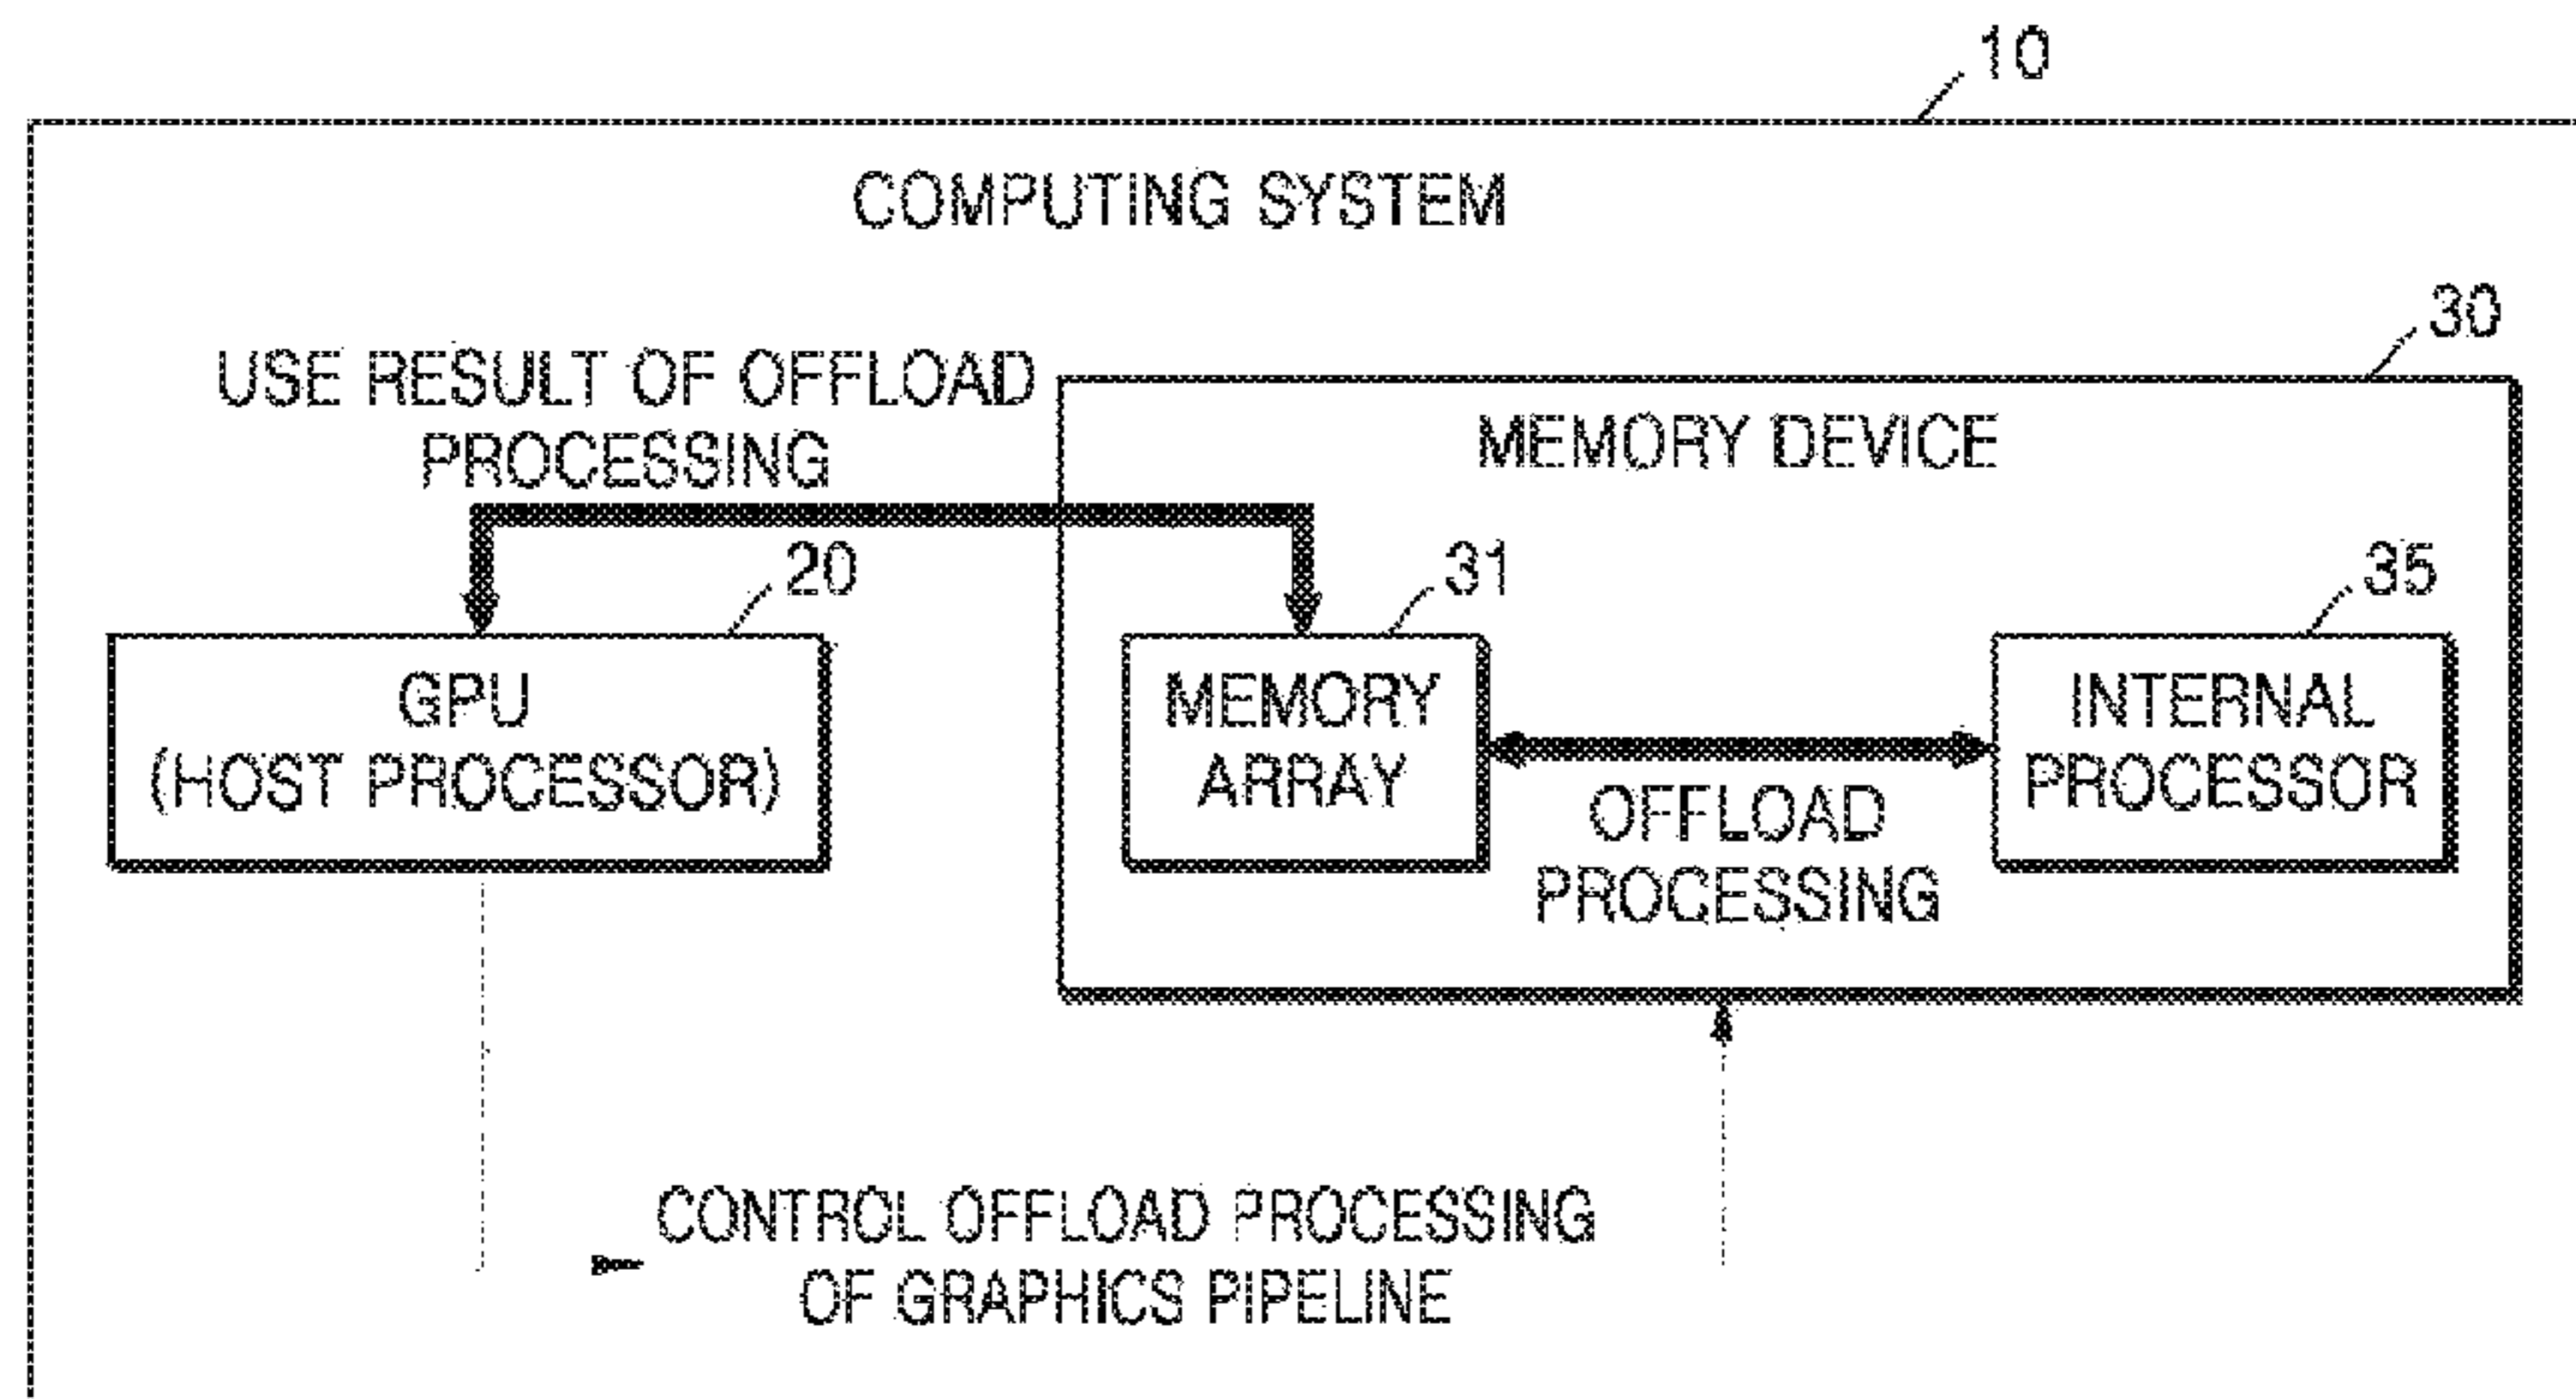 10
COMPUTING SYSTEM
30
USE RESULT OF OFFLOAD
PROCESSING
MEMORY DEVICE
20
31
35
GPU
(HOST PROCESSOR)
MEMORY
ARRAY
INTERNAL
PROCESSOR
OFFLOAD
PROCESSING
CONTROL OFFLOAD PROCESSING
OF GRAPHICS PIPELINE